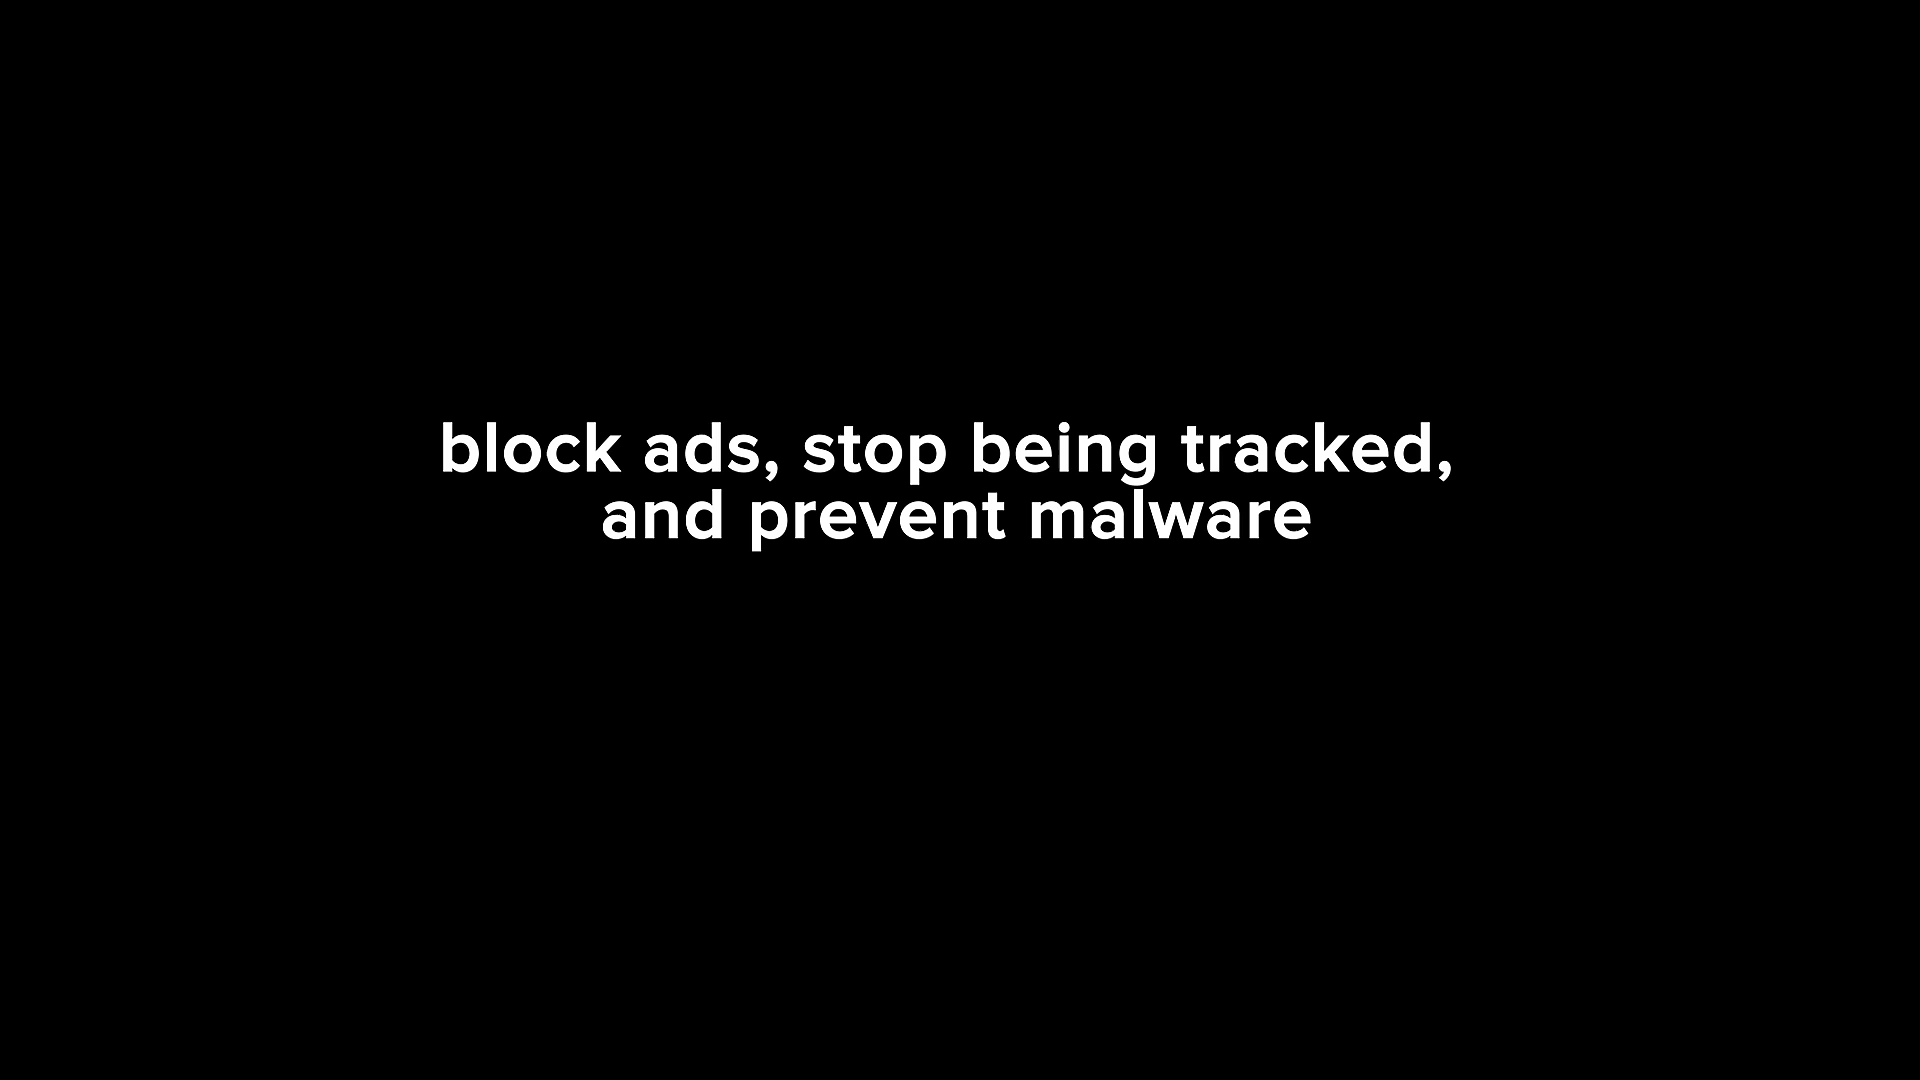 block ads, stop being tracked,
and prevent malware